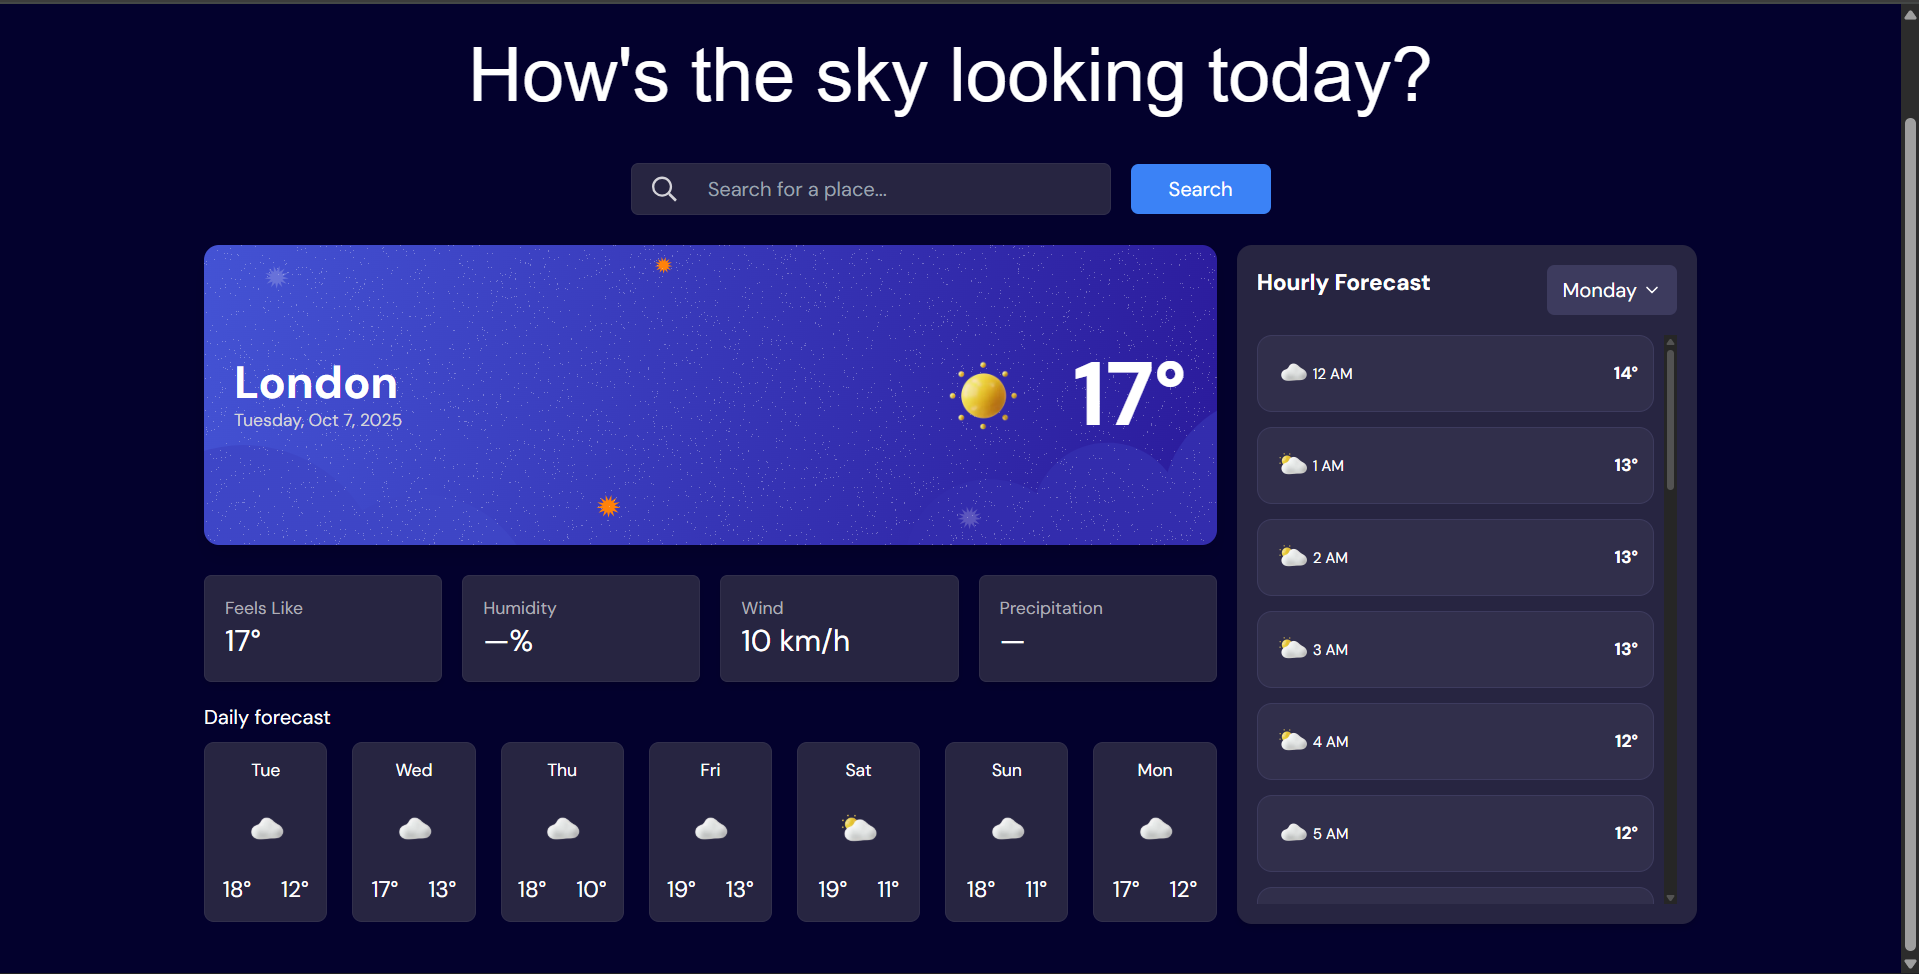 How's the sky looking today?
Search for a place...
Search
London
Tuesday, Oct 7, 2025
17°
Feels Like
17°
Humidity
—%
Wind
10 km/h
Precipitation
—
Daily forecast
Tue
18° 12°
Wed
17° 13°
Thu
18° 10°
Fri
19° 13°
Sat
19° 11°
Sun
18° 11°
Mon
17° 12°
Hourly Forecast
Monday
12 AM 14°
1 AM 13°
2 AM 13°
3 AM 13°
4 AM 12°
5 AM 12°